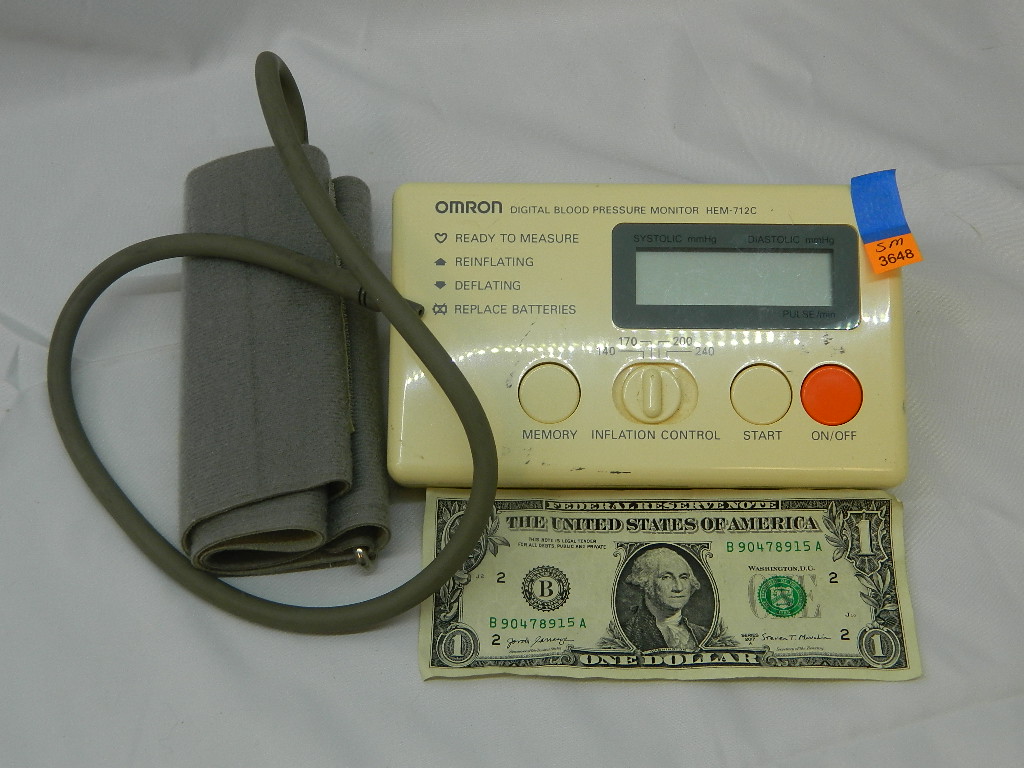 OMRON DIGITAL BLOOD PRESSURE MONITOR HEM-712C
READY TO MEASURE
REINFLATING
DEFLATING
REPLACE BATTERIES
SYSTOLIC mmHg DIASTOLIC mmHg
PULSE/min
SM
3648
170 200
140 240
MEMORY INFLATION CONTROL START ON/OFF
FEDERAL RESERVE NOTE
THE UNITED STATES OF AMERICA
THIS NOTE IS LEGAL TENDER
FOR ALL DEBTS, PUBLIC AND PRIVATE
B 90478915 A
WASHINGTON, D.C.
2 2
B
B 90478915 A
2 2
SERIES
2017
A
ONE DOLLAR
1 1 1